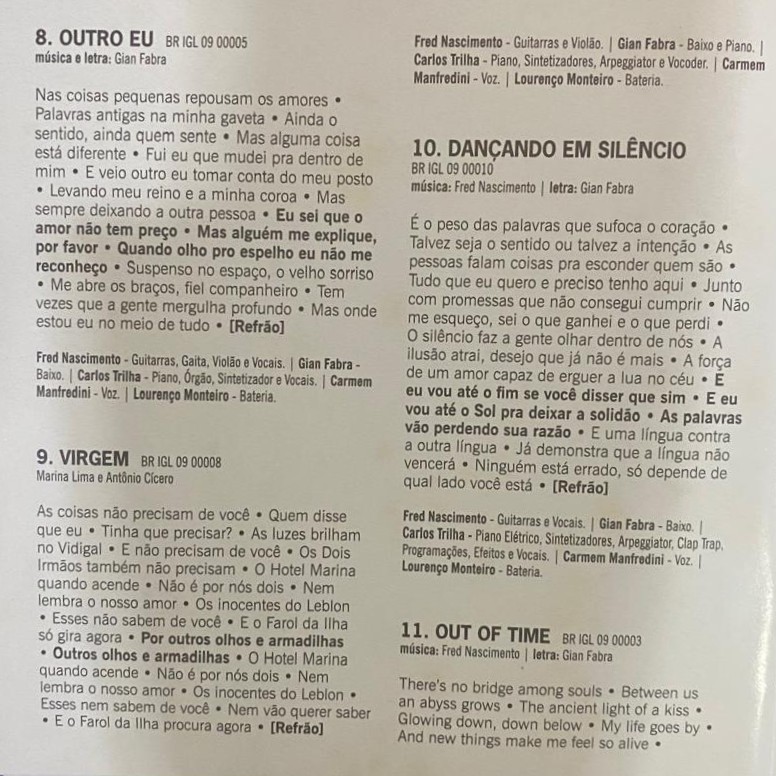 8. OUTRO EU BR IGL 09 00005
música e letra: Gian Fabra
Nas coisas pequenas repousam os amores •
Palavras antigas na minha gaveta • Ainda o
sentido, ainda quem sente • Mas alguma coisa
está diferente • Fui eu que mudei pra dentro de
mim • E veio outro eu tomar conta do meu posto
• Levando meu reino e a minha coroa • Mas
sempre deixando a outra pessoa • Eu sei que o
amor não tem preço • Mas alguém me explique,
por favor • Quando olho pro espelho eu não me
reconheço • Suspenso no espaço, o velho sorriso
• Me abre os braços, fiel companheiro • Tem
vezes que a gente mergulha profundo • Mas onde
estou eu no meio de tudo • [Refrão]
Fred Nascimento - Guitarras, Gaita, Violão e Vocais. | Gian Fabra -
Baixo. | Carlos Trilha - Piano, Órgão, Sintetizador e Vocais. | Carmem
Manfredini - Voz. | Lourenço Monteiro - Bateria.
9. VIRGEM BR IGL 09 00008
Marina Lima e Antônio Cícero
As coisas não precisam de você • Quem disse
que eu • Tinha que precisar? • As luzes brilham
no Vidigal • E não precisam de você • Os Dois
Irmãos também não precisam • O Hotel Marina
quando acende • Não é por nós dois • Nem
lembra o nosso amor • Os inocentes do Leblon
• Esses não sabem de você • E o Farol da Ilha
só gira agora • Por outros olhos e armadilhas
• Outros olhos e armadilhas • O Hotel Marina
quando acende • Não é por nós dois • Nem
lembra o nosso amor • Os inocentes do Leblon •
Esses nem sabem de você • Nem vão querer saber
• E o Farol da Ilha procura agora • [Refrão]
Fred Nascimento - Guitarras e Violão. | Gian Fabra - Baixo e Piano. |
Carlos Trilha - Piano, Sintetizadores, Arpeggiator e Vocoder. | Carmem
Manfredini - Voz. | Lourenço Monteiro - Bateria.
10. DANÇANDO EM SILÊNCIO
BR IGL 09 00010
música: Fred Nascimento | letra: Gian Fabra
É o peso das palavras que sufoca o coração •
Talvez seja o sentido ou talvez a intenção • As
pessoas falam coisas pra esconder quem são •
Tudo que eu quero e preciso tenho aqui • Junto
com promessas que não consegui cumprir • Não
me esqueço, sei o que ganhei e o que perdi •
O silêncio faz a gente olhar dentro de nós • A
ilusão atrai, desejo que já não é mais • A força
de um amor capaz de erguer a lua no céu • E
eu vou até o fim se você disser que sim • E eu
vou até o Sol pra deixar a solidão • As palavras
vão perdendo sua razão • E uma língua contra
a outra língua • Já demonstra que a língua não
vencerá • Ninguém está errado, só depende de
qual lado você está • [Refrão]
Fred Nascimento - Guitarras e Vocais. | Gian Fabra - Baixo. |
Carlos Trilha - Piano Elétrico, Sintetizadores, Arpeggiator, Clap Trap,
Programações, Efeitos e Vocais. | Carmem Manfredini - Voz. |
Lourenço Monteiro - Bateria.
11. OUT OF TIME BR IGL 09 00003
música: Fred Nascimento | letra: Gian Fabra
There's no bridge among souls • Between us
an abyss grows • The ancient light of a kiss •
Glowing down, down below • My life goes by •
And new things make me feel so alive •